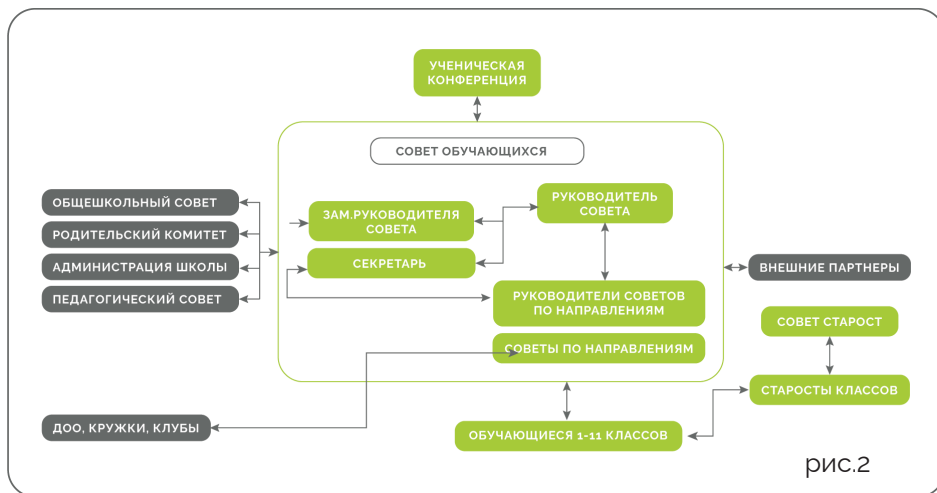 УЧЕНИЧЕСКАЯ
КОНФЕРЕНЦИЯ
СОВЕТ ОБУЧАЮЩИХСЯ
ОБЩЕШКОЛЬНЫЙ СОВЕТ
РОДИТЕЛЬСКИЙ КОМИТЕТ
АДМИНИСТРАЦИЯ ШКОЛЫ
ПЕДАГОГИЧЕСКИЙ СОВЕТ
ЗАМ.РУКОВОДИТЕЛЯ
СОВЕТА
СЕКРЕТАРЬ
РУКОВОДИТЕЛЬ
СОВЕТА
РУКОВОДИТЕЛИ СОВЕТОВ
ПО НАПРАВЛЕНИЯМ
СОВЕТЫ ПО НАПРАВЛЕНИЯМ
ВНЕШНИЕ ПАРТНЕРЫ
СОВЕТ СТАРОСТ
СТАРОСТЫ КЛАССОВ
ДОО, КРУЖКИ, КЛУБЫ
ОБУЧАЮЩИЕСЯ 1-11 КЛАССОВ
рис.2